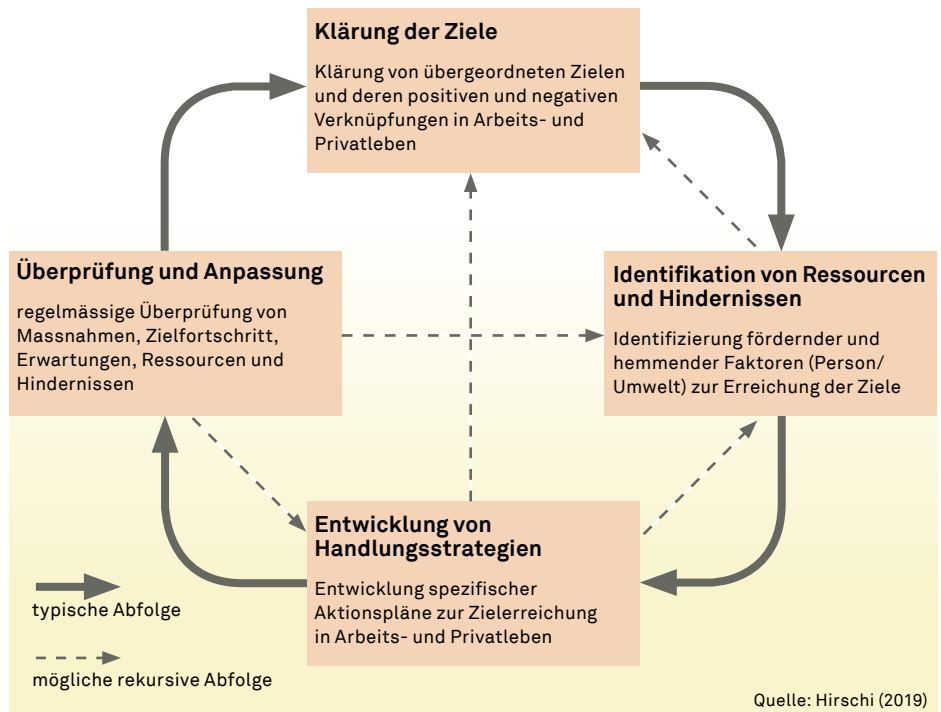 Klärung der Ziele
Klärung von übergeordneten Zielen
und deren positiven und negativen
Verknüpfungen in Arbeits- und
Privatleben
Überprüfung und Anpassung
regelmässige Überprüfung von
Massnahmen, Zielfortschritt,
Erwartungen, Ressourcen und
Hindernissen
Identifikation von Ressourcen
und Hindernissen
Identifizierung fördernder und
hemmender Faktoren (Person/
Umwelt) zur Erreichung der Ziele
Entwicklung von
Handlungsstrategien
Entwicklung spezifischer
Aktionspläne zur Zielerreichung
in Arbeits- und Privatleben
typische Abfolge
mögliche rekursive Abfolge
Quelle: Hirschi (2019)